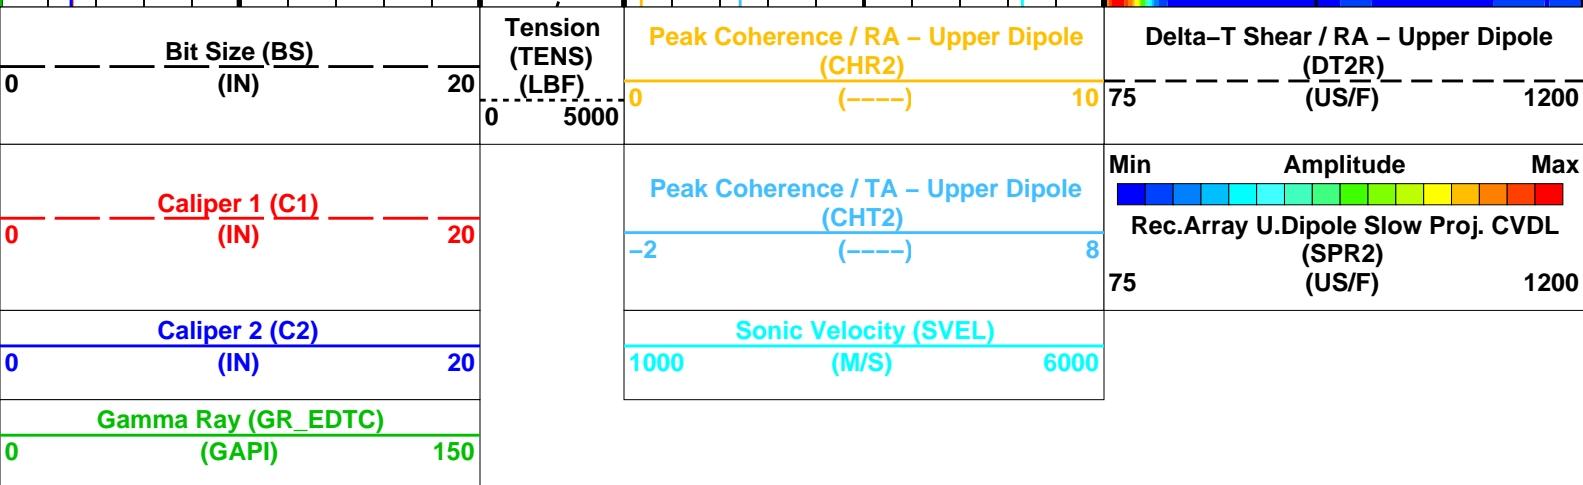 Bit Size (BS)
0 (IN) 20
Tension
(TENS)
(LBF)
0 5000
Peak Coherence / RA – Upper Dipole
(CHR2)
0 (––––) 10
Delta–T Shear / RA – Upper Dipole
(DT2R)
75 (US/F) 1200
Caliper 1 (C1)
0 (IN) 20
Peak Coherence / TA – Upper Dipole
(CHT2)
–2 (––––) 8
Min Amplitude Max
Rec.Array U.Dipole Slow Proj. CVDL
(SPR2)
75 (US/F) 1200
Caliper 2 (C2)
0 (IN) 20
Sonic Velocity (SVEL)
1000 (M/S) 6000
Gamma Ray (GR_EDTC)
0 (GAPI) 150